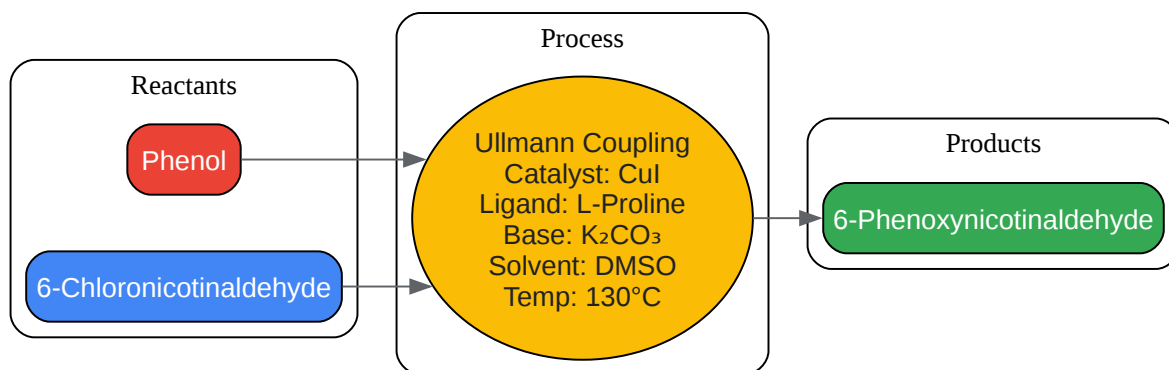 Reactants
Phenol
6-Chloronicotinaldehyde
Process
Ullmann Coupling
Catalyst: CuI
Ligand: L-Proline
Base: K₂CO₃
Solvent: DMSO
Temp: 130°C
Products
6-Phenoxynicotinaldehyde